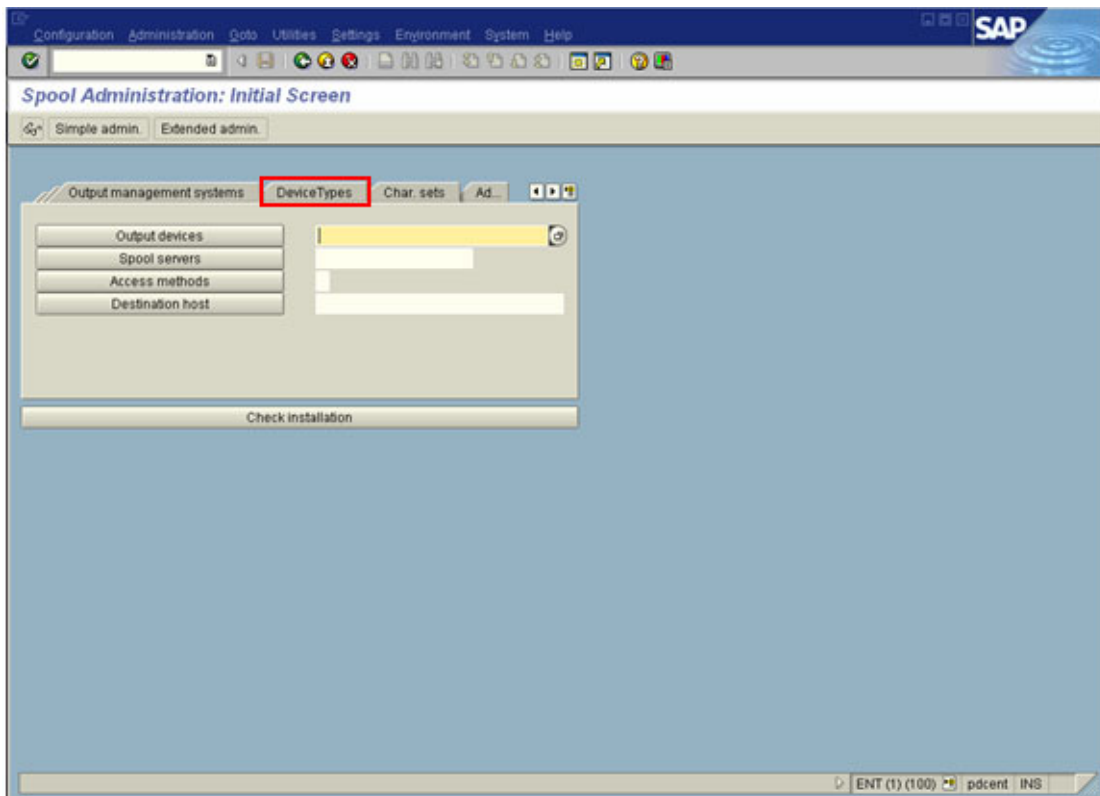 Configuration Administration Goto Utilities Settings Environment System Help
SAP
Spool Administration: Initial Screen
Simple admin. Extended admin.
Output management systems DeviceTypes Char. sets Ad...
Output devices
Spool servers
Access methods
Destination host
Check installation
ENT (1) (100) pdcent INS